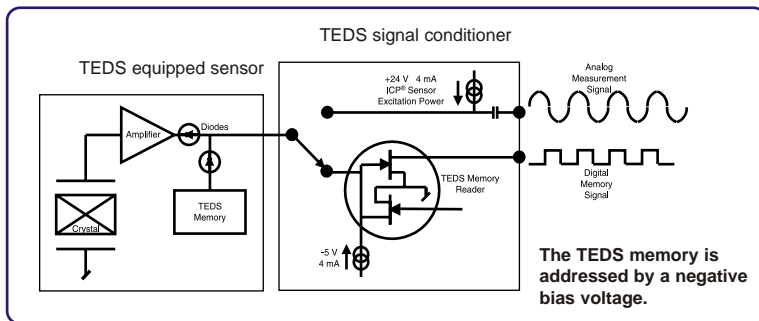 TEDS signal conditioner
TEDS equipped sensor
+24 V 4 mA
ICP® Sensor
Excitation Power
Analog
Measurement
Signal
Amplifier
Diodes
TEDS
Memory
Crystal
TEDS Memory
Reader
Digital
Memory
Signal
–5 V
4 mA
The TEDS memory is
addressed by a negative
bias voltage.